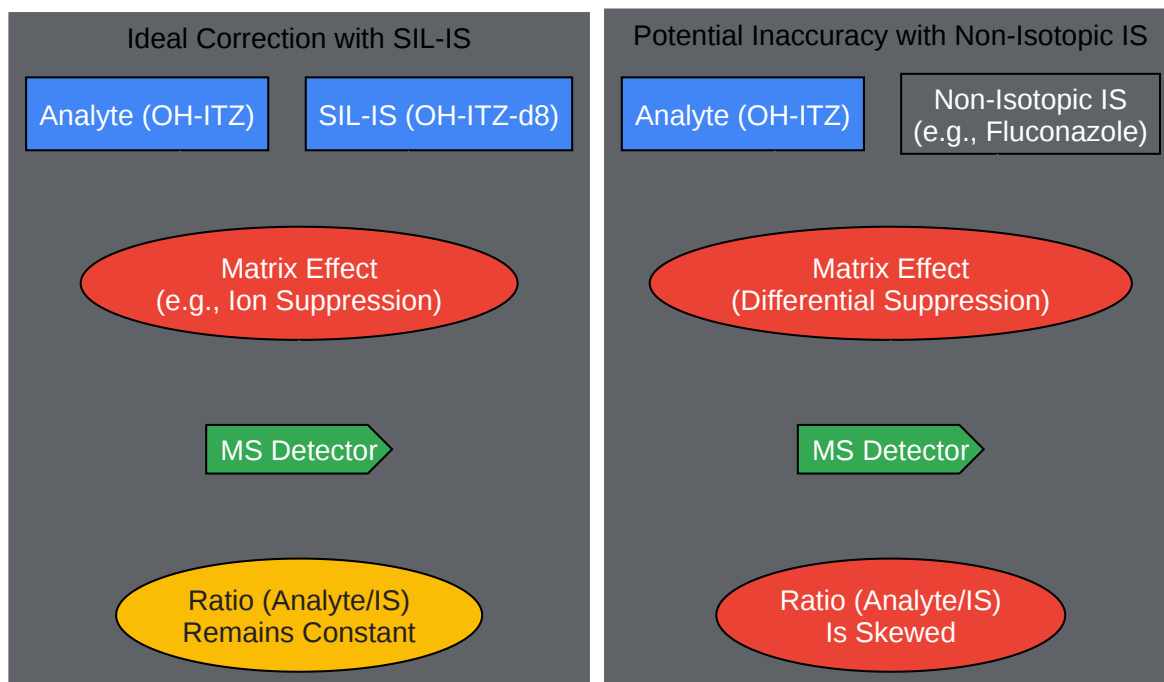 Ideal Correction with SIL-IS
Analyte (OH-ITZ)
SIL-IS (OH-ITZ-d8)
Matrix Effect
(e.g., Ion Suppression)
MS Detector
Ratio (Analyte/IS)
Remains Constant
Potential Inaccuracy with Non-Isotopic IS
Analyte (OH-ITZ)
Non-Isotopic IS
(e.g., Fluconazole)
Matrix Effect
(Differential Suppression)
MS Detector
Ratio (Analyte/IS)
Is Skewed